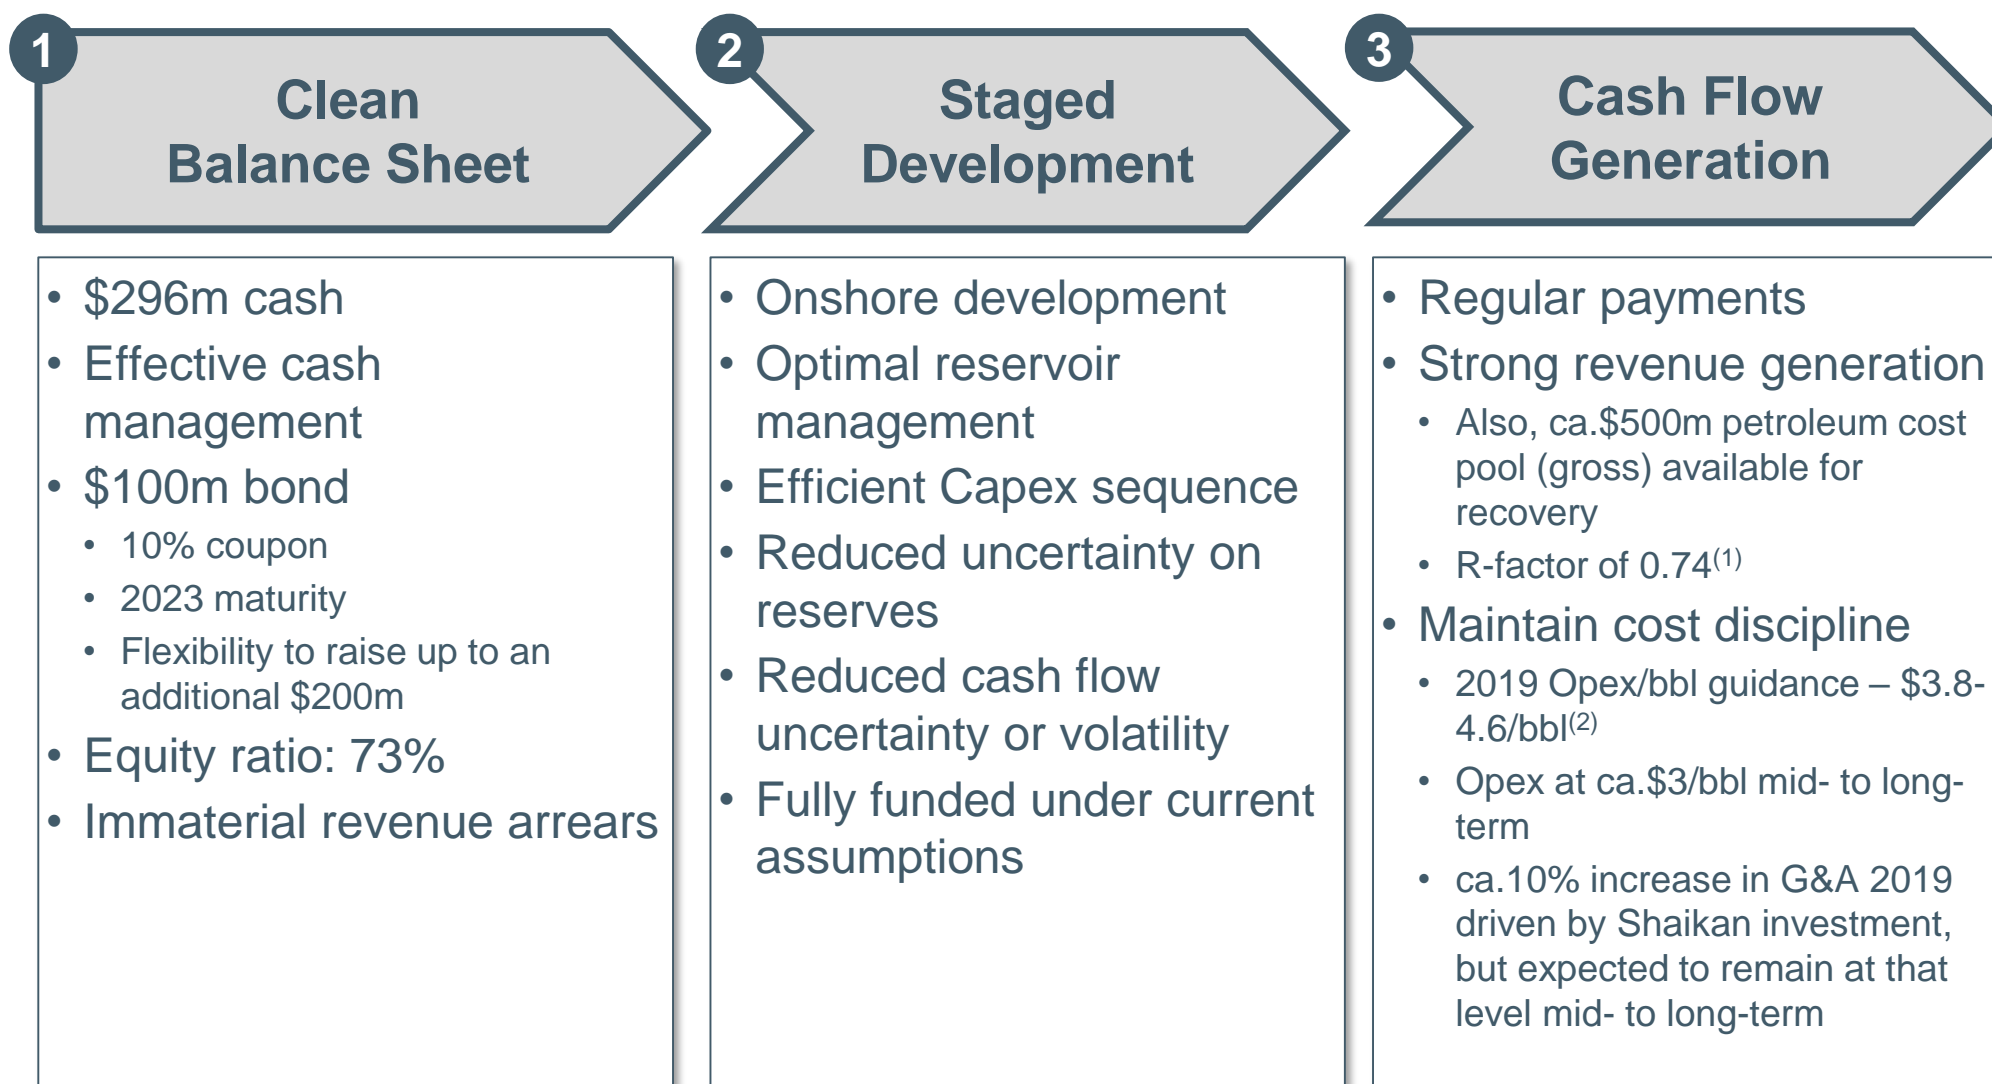 1
Clean
Balance Sheet
• $296m cash
• Effective cash
management
• $100m bond
• 10% coupon
• 2023 maturity
• Flexibility to raise up to an
additional $200m
• Equity ratio: 73%
• Immaterial revenue arrears
2
Staged
Development
• Onshore development
• Optimal reservoir
management
• Efficient Capex sequence
• Reduced uncertainty on
reserves
• Reduced cash flow
uncertainty or volatility
• Fully funded under current
assumptions
3
Cash Flow
Generation
• Regular payments
• Strong revenue generation
• Also, ca.$500m petroleum cost
pool (gross) available for
recovery
• R-factor of 0.74(1)
• Maintain cost discipline
• 2019 Opex/bbl guidance – $3.8-
4.6/bbl(2)
• Opex at ca.$3/bbl mid- to long-
term
• ca.10% increase in G&A 2019
driven by Shaikan investment,
but expected to remain at that
level mid- to long-term